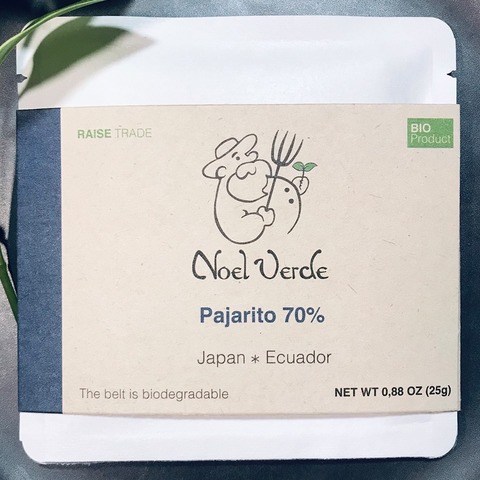 RAISE TRADE
BIO
Product
Noel Verde
Pajarito 70%
Japan * Ecuador
The belt is biodegradable
NET WT 0,88 OZ (25g)